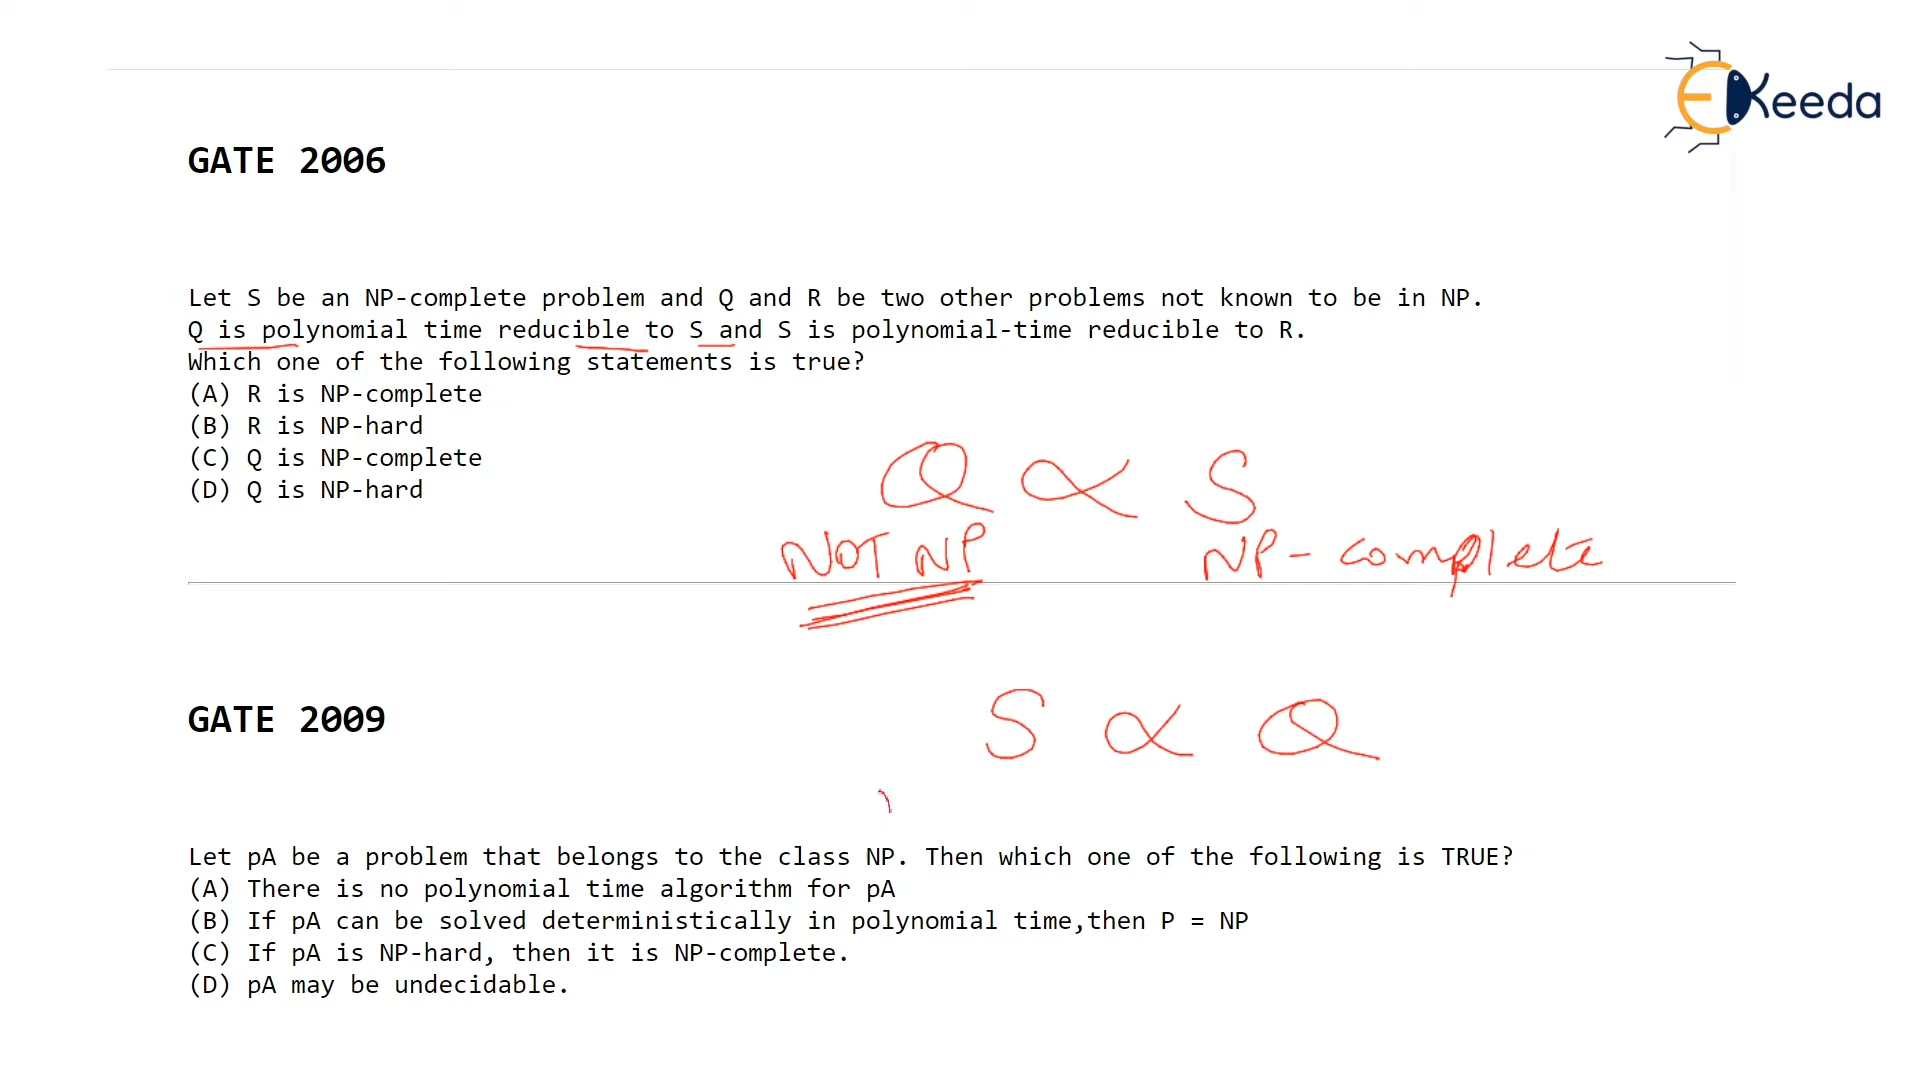 EKeeda
GATE 2006
Let S be an NP-complete problem and Q and R be two other problems not known to be in NP.
Q is polynomial time reducible to S and S is polynomial-time reducible to R.
Which one of the following statements is true?
(A) R is NP-complete
(B) R is NP-hard
(C) Q is NP-complete
(D) Q is NP-hard
Q ∝ S
NOT NP NP-complete
GATE 2009
S ∝ Q
Let pA be a problem that belongs to the class NP. Then which one of the following is TRUE?
(A) There is no polynomial time algorithm for pA
(B) If pA can be solved deterministically in polynomial time,then P = NP
(C) If pA is NP-hard, then it is NP-complete.
(D) pA may be undecidable.